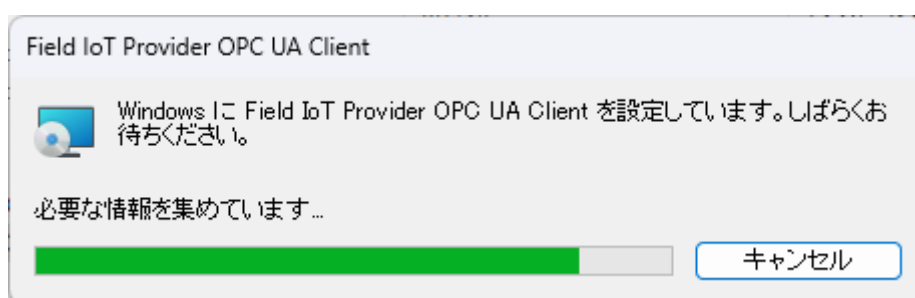 Field IoT Provider OPC UA Client
Windows に Field IoT Provider OPC UA Client を設定しています。しばらくお
待ちください。
必要な情報を集めています...
キャンセル